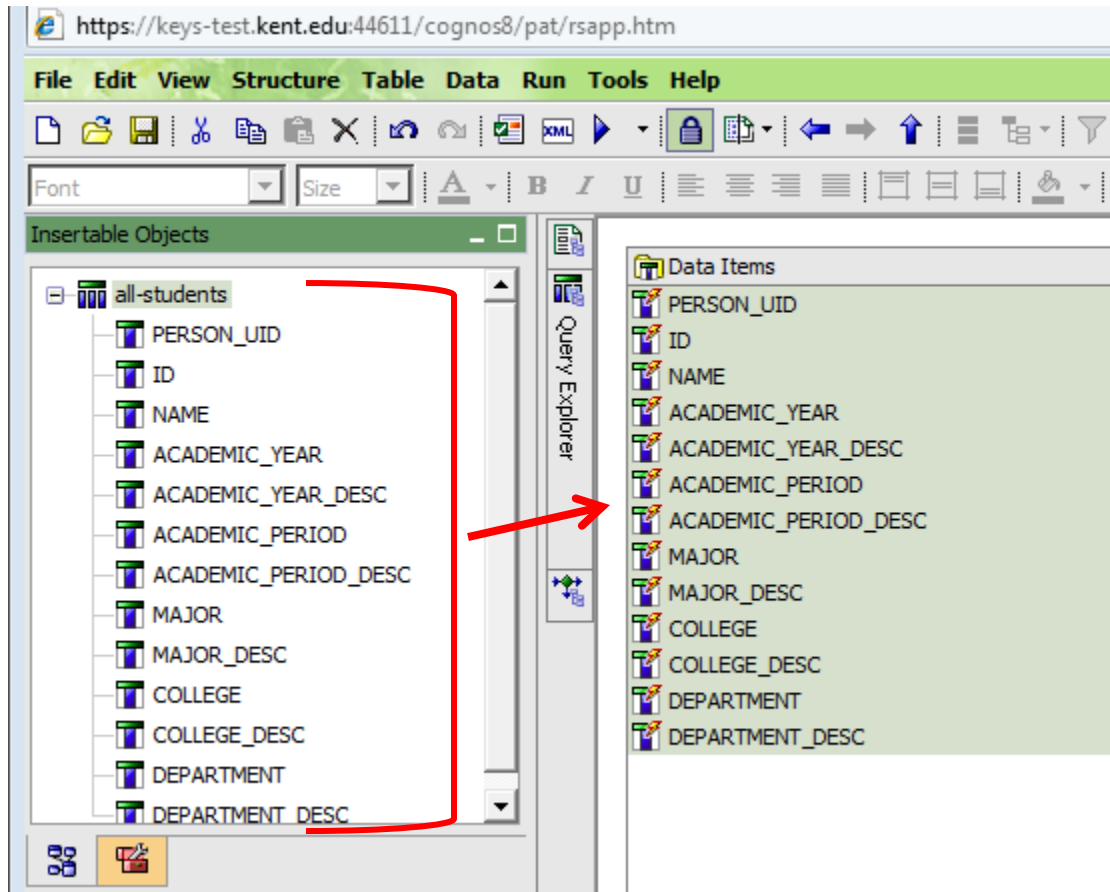 https://keys-test.kent.edu:44611/cognos8/pat/rsapp.htm
File Edit View Structure Table Data Run Tools Help
XML
Font Size A B I U
Insertable Objects
all-students
PERSON_UID
ID
NAME
ACADEMIC_YEAR
ACADEMIC_YEAR_DESC
ACADEMIC_PERIOD
ACADEMIC_PERIOD_DESC
MAJOR
MAJOR_DESC
COLLEGE
COLLEGE_DESC
DEPARTMENT
DEPARTMENT_DESC
Query Explorer
Data Items
PERSON_UID
ID
NAME
ACADEMIC_YEAR
ACADEMIC_YEAR_DESC
ACADEMIC_PERIOD
ACADEMIC_PERIOD_DESC
MAJOR
MAJOR_DESC
COLLEGE
COLLEGE_DESC
DEPARTMENT
DEPARTMENT_DESC